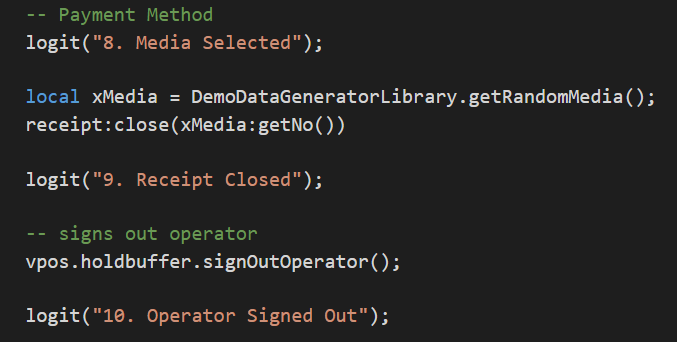 -- Payment Method
logit("8. Media Selected");
local xMedia = DemoDataGeneratorLibrary.getRandomMedia();
receipt:close(xMedia:getNo())
logit("9. Receipt Closed");
-- signs out operator
vpos.holdbuffer.signOutOperator();
logit("10. Operator Signed Out");